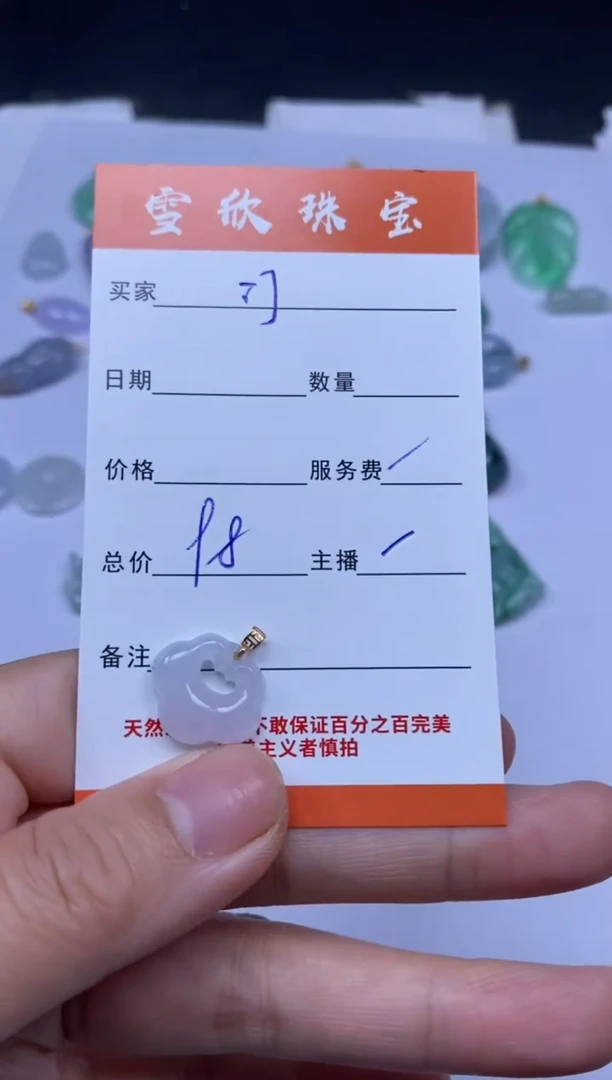 雪欣珠宝
买家
日期 数量
价格 服务费
总价 18 主播
备注
天然 不敢保证百分之百完美
主义者慎拍